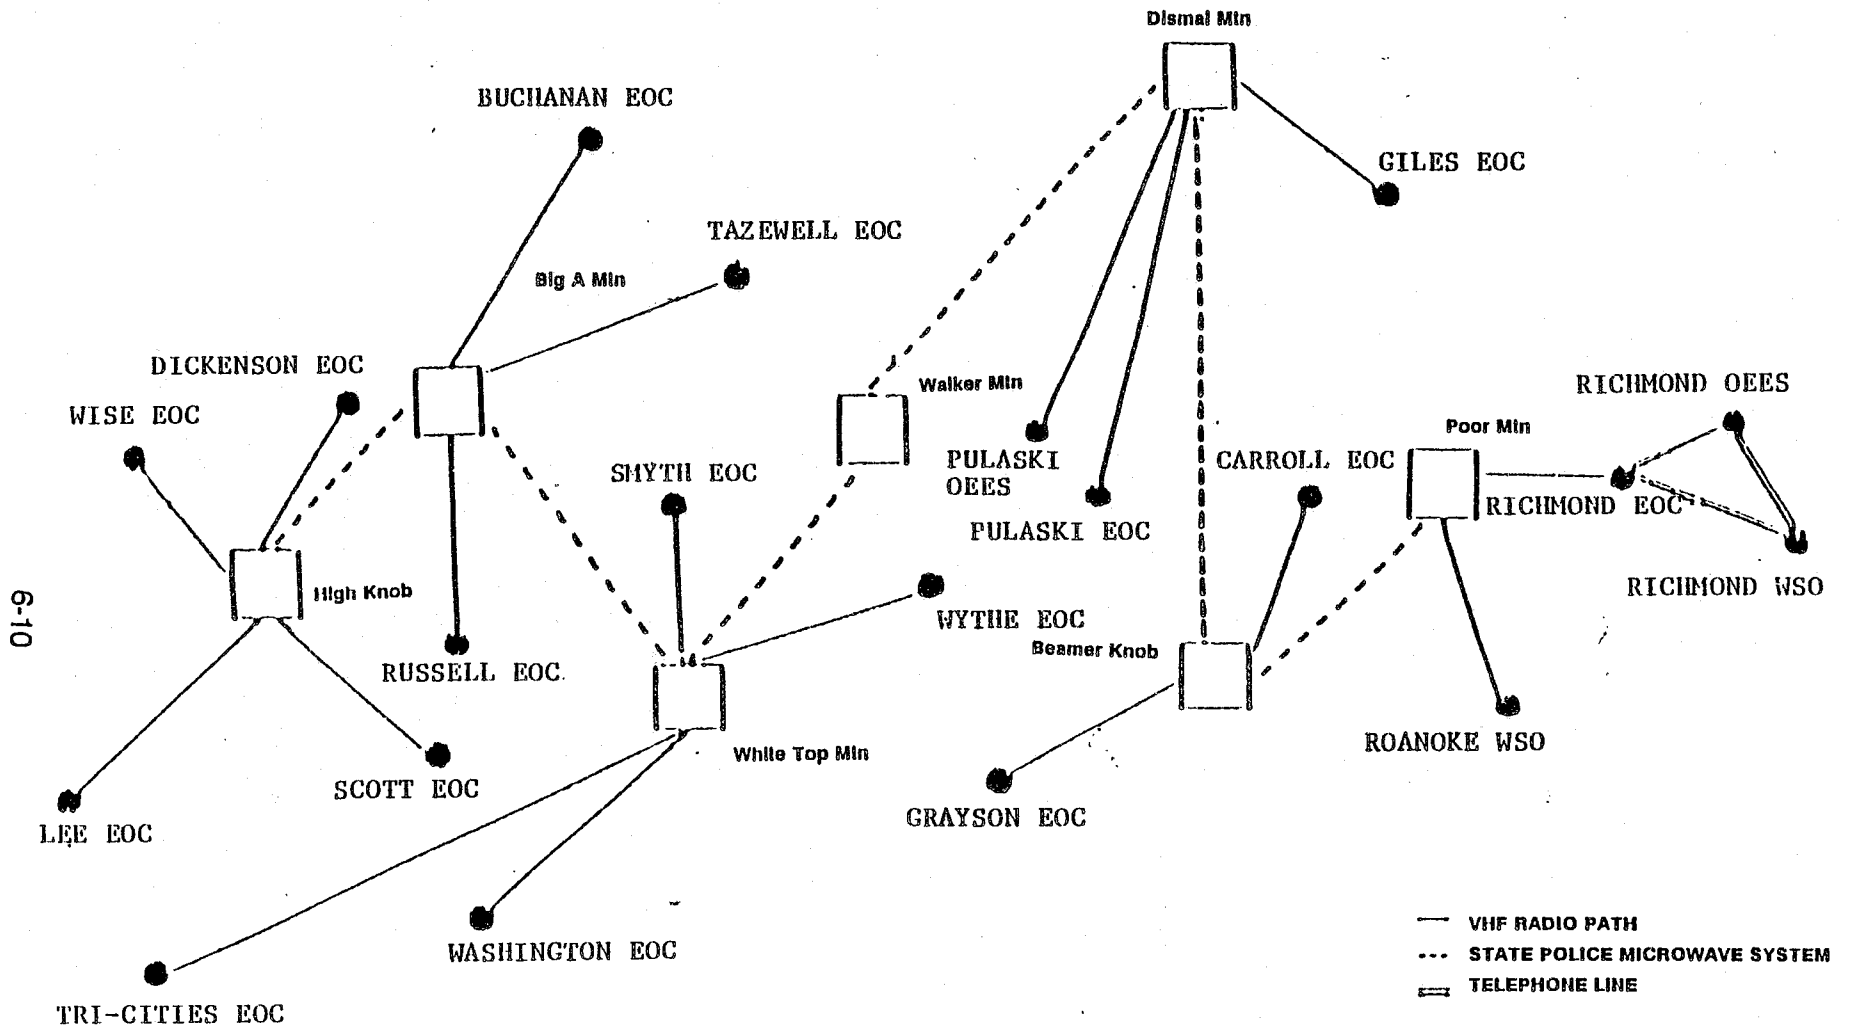 Dismal Mtn
BUCHANAN EOC
GILES EOC
TAZEWELL EOC
Big A Mtn
DICKENSON EOC
WISE EOC
Walker Mtn
RICHMOND OEES
Poor Mtn
SMYTH EOC
PULASKI
OEES
CARROLL EOC
RICHMOND EOC
PULASKI EOC
RICHMOND WSO
High Knob
6-10
WYTHE EOC
Beamer Knob
RUSSELL EOC
White Top Mtn
ROANOKE WSO
SCOTT EOC
GRAYSON EOC
LEE EOC
WASHINGTON EOC
TRI-CITIES EOC
VHF RADIO PATH
STATE POLICE MICROWAVE SYSTEM
TELEPHONE LINE